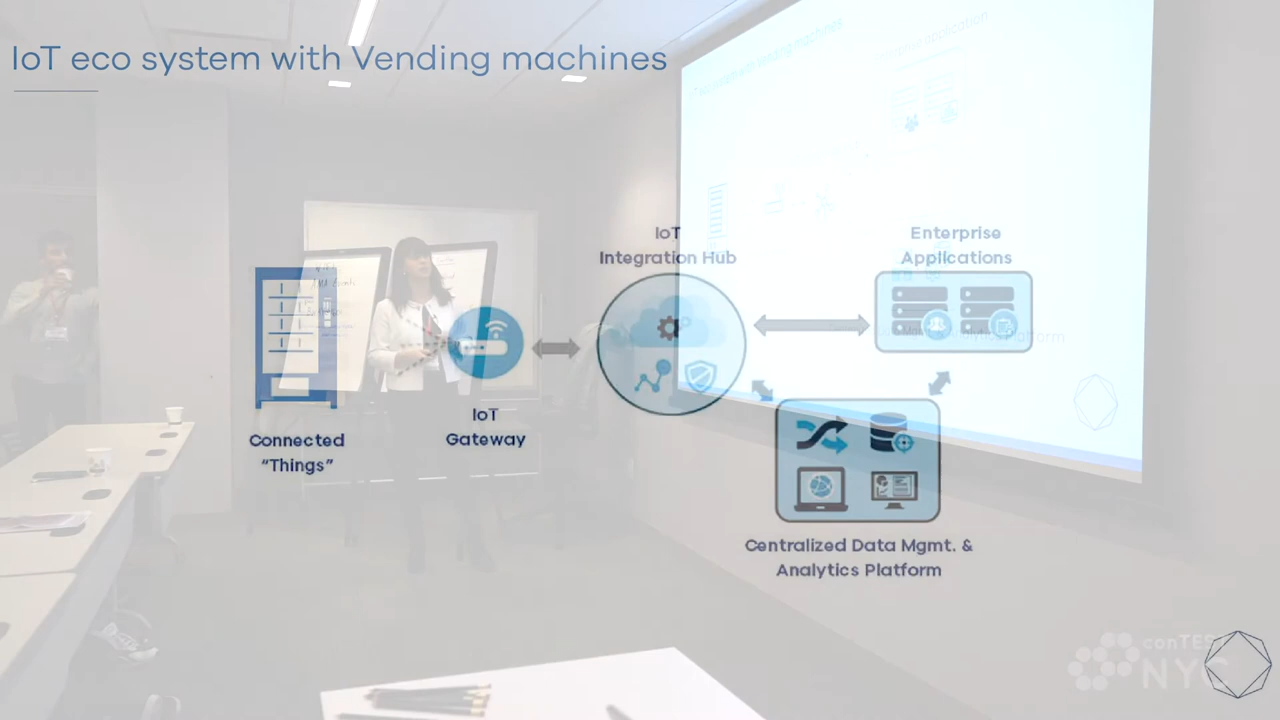 IoT eco system with Vending machines
IoT
Integration Hub
Enterprise
Applications
IoT
Gateway
Connected
“Things”
Centralized Data Mgmt. &
Analytics Platform
conTEST
NYC